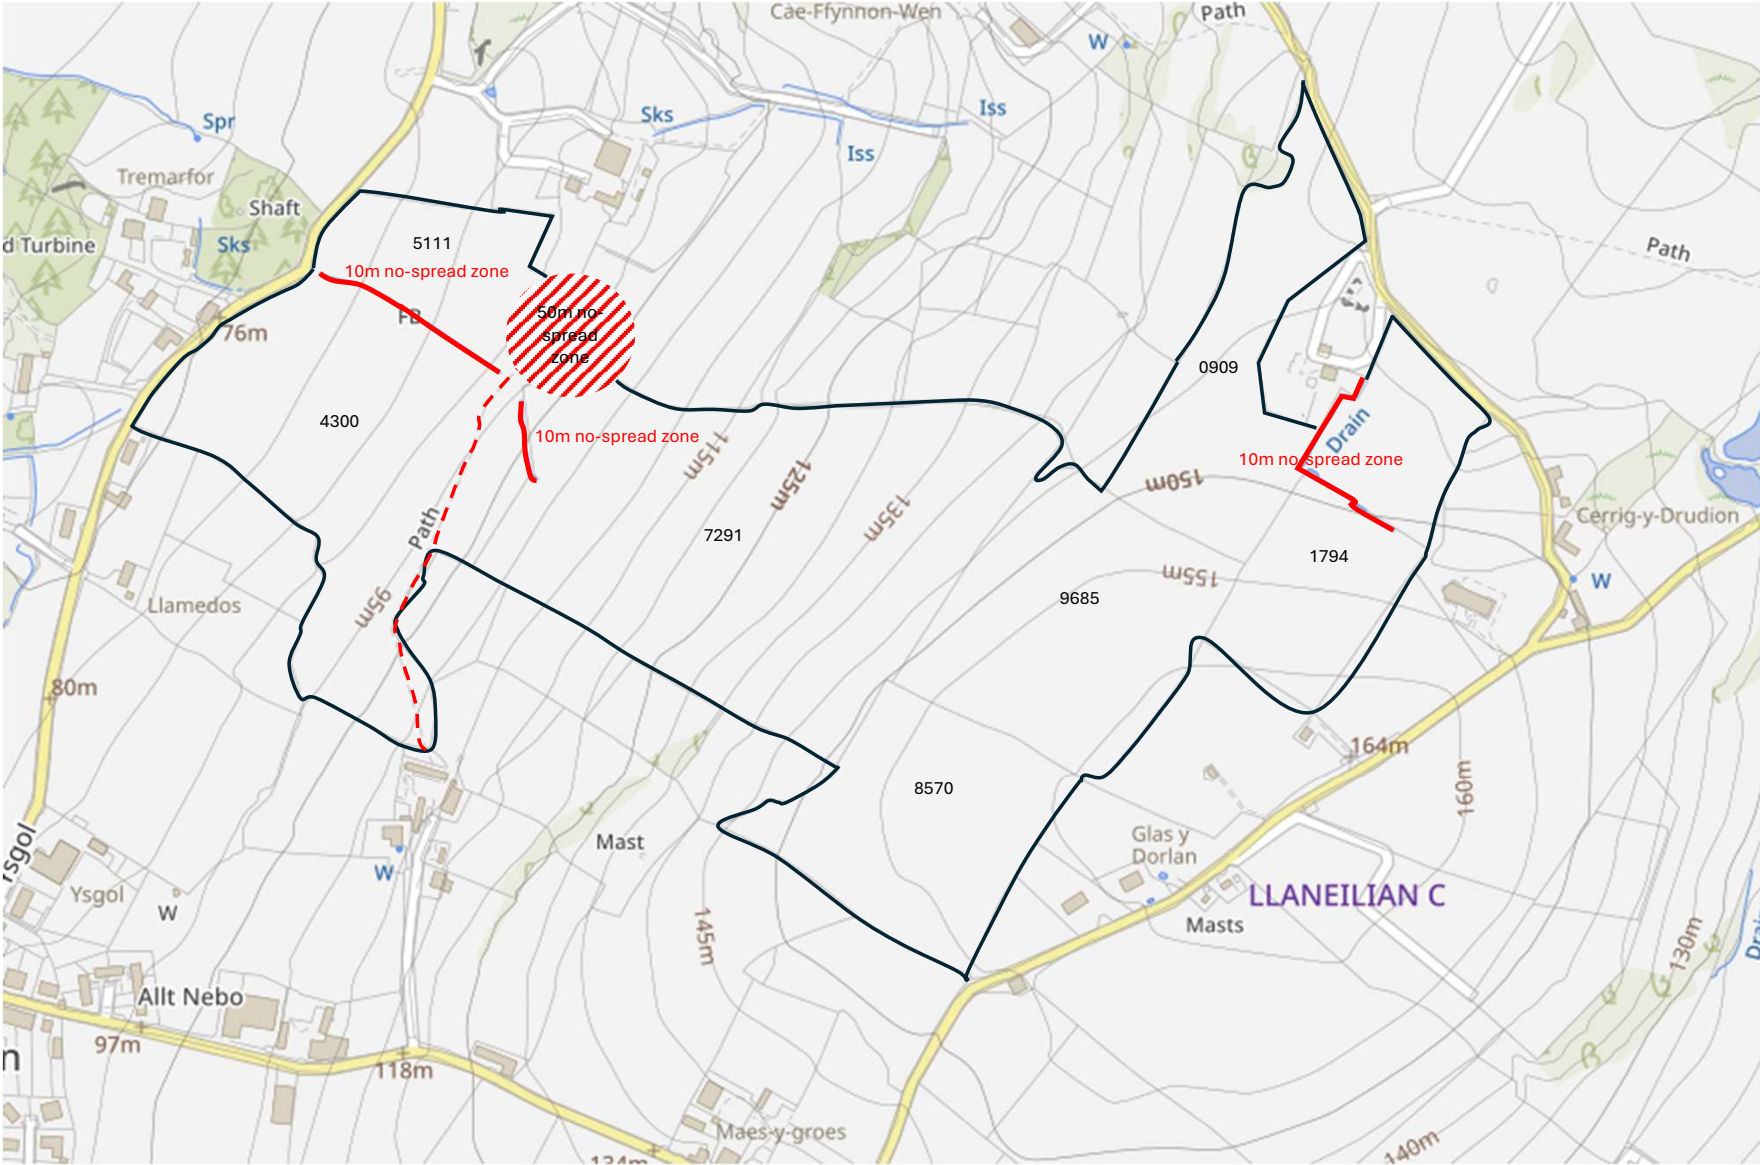 Cae-Ffynnon-Wen
Path
W
Spr
Sks
Iss
Iss
Tremarfor
Shaft
d Turbine
Sks
5111
10m no-spread zone
FB
50m no-
spread
zone
76m
Path
0909
4300
10m no-spread zone
Drain
10m no-spread zone
115m
125m
135m
150m
Cerrig-y-Drudion
Path
7291
1794
155m
W
95m
Llamedos
9685
80m
164m
160m
8570
Mast
Glas y
Dorlan
W
LLANEILIAN C
Ysgol
W
Masts
145m
130m
Allt Nebo
n
97m
118m
Maes-y-groes
134m
140m